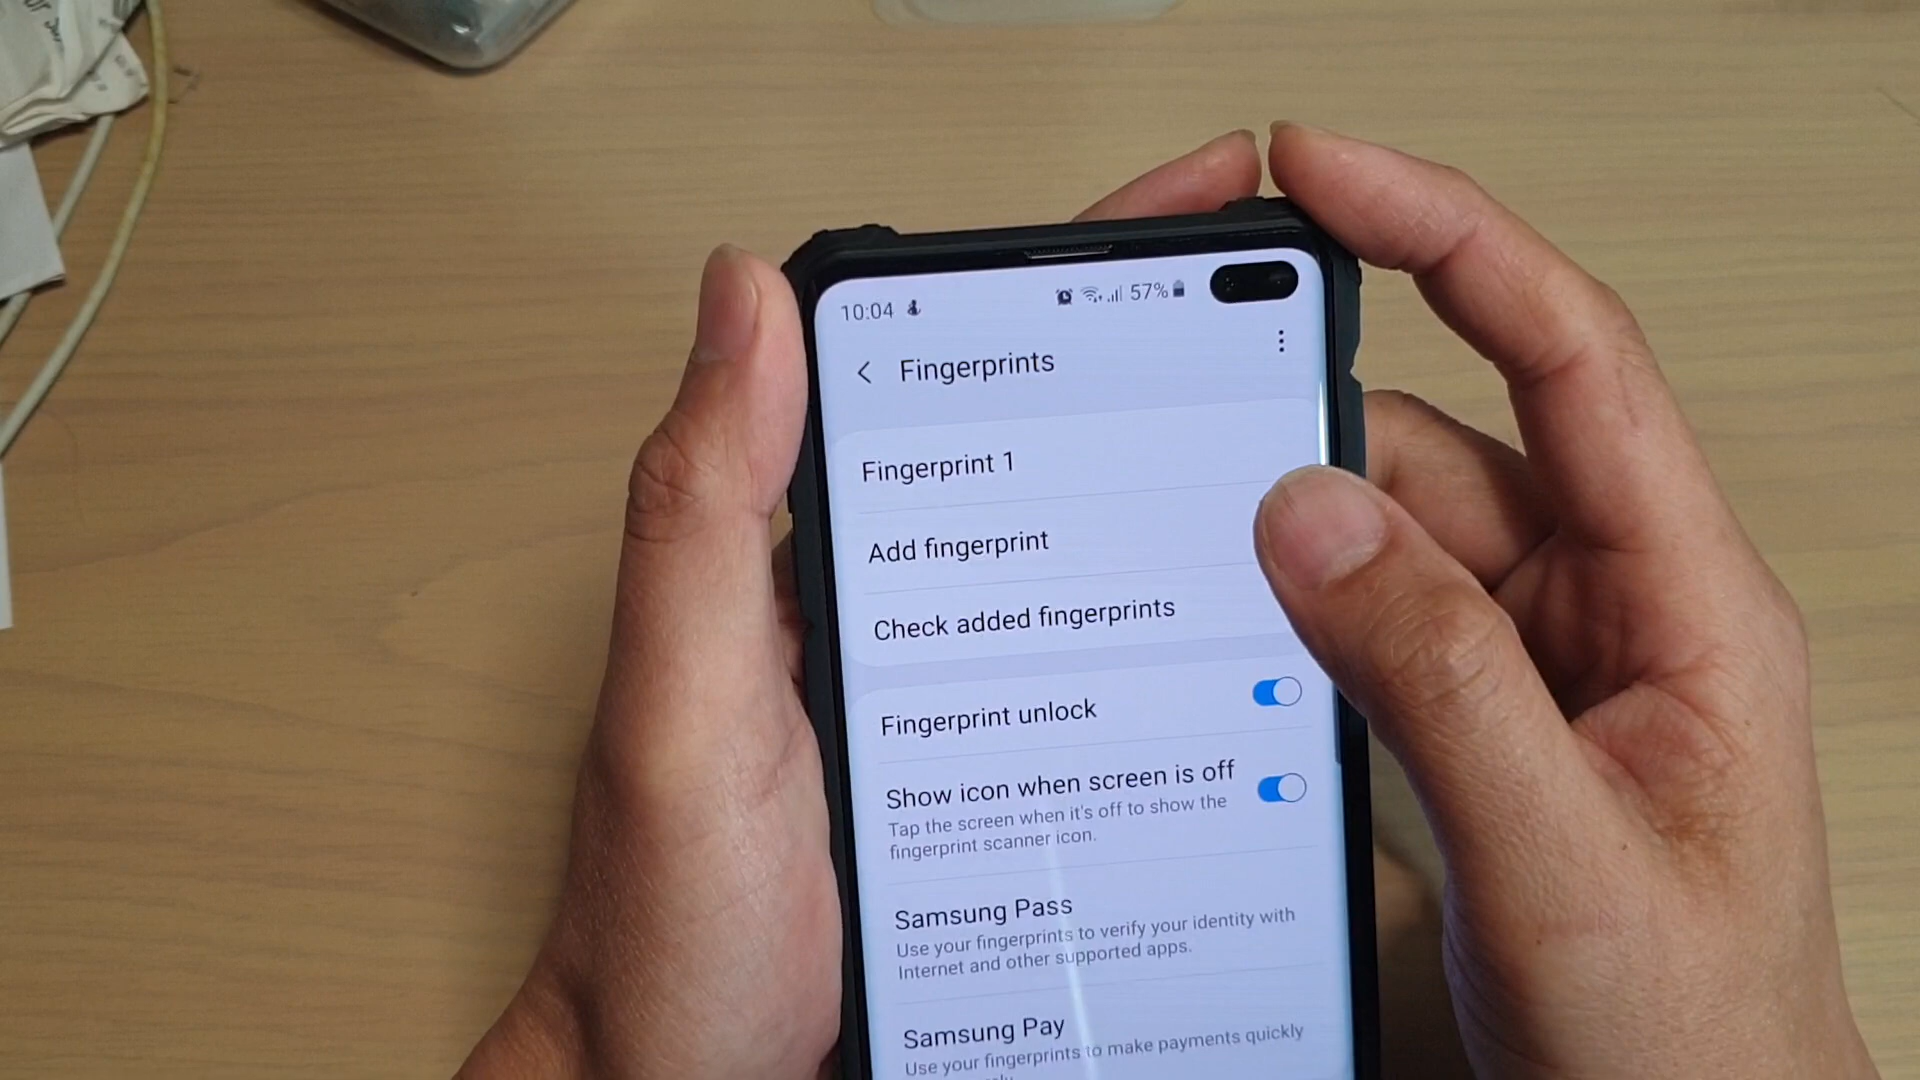 10:04 57%
Fingerprints
Fingerprint 1
Add fingerprint
Check added fingerprints
Fingerprint unlock
Show icon when screen is off
Tap the screen when it's off to show the
fingerprint scanner icon.
Samsung Pass
Use your fingerprints to verify your identity with
Internet and other supported apps.
Samsung Pay
Use your fingerprints to make payments quickly